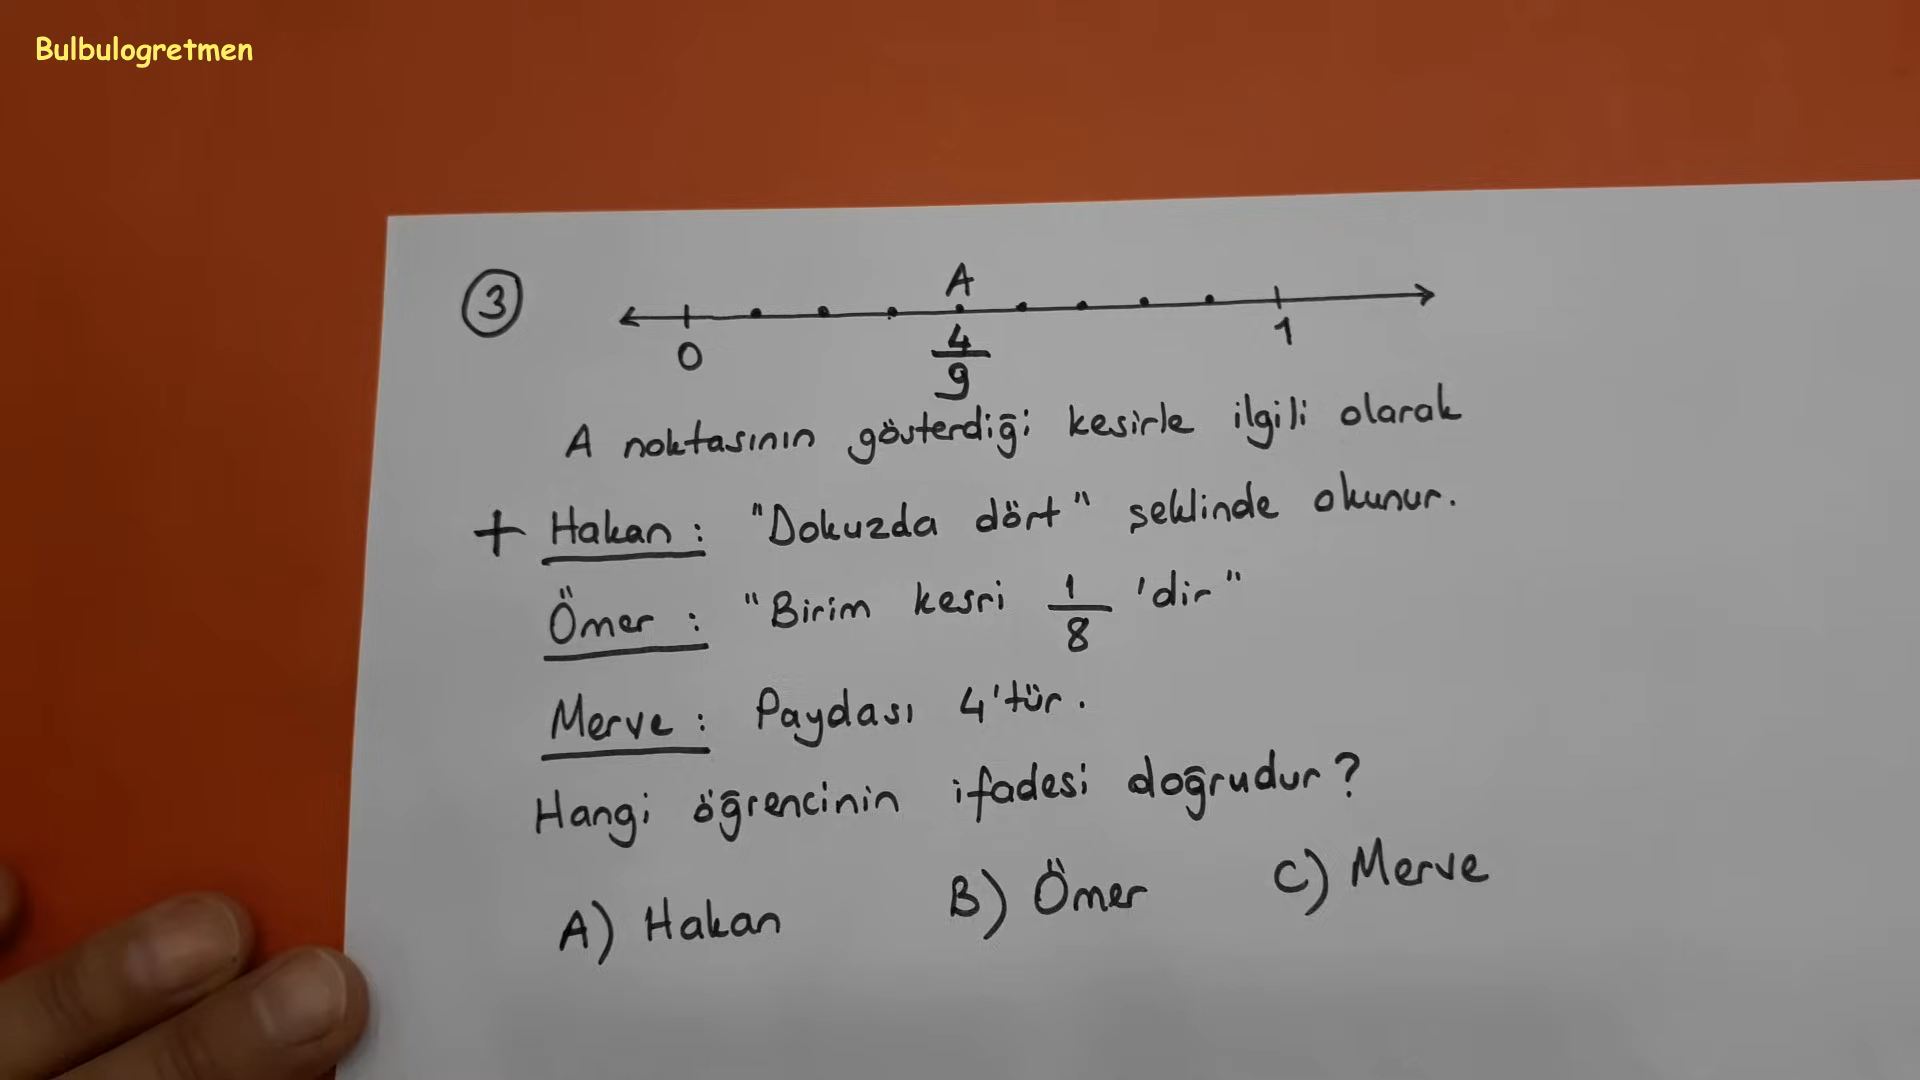 Bulbulogretmen
3
A
0 4/9 1
A noktasının gösterdiği kesirle ilgili olarak
+ Hakan : "Dokuzda dört" şeklinde okunur.
Ömer : "Birim kesri 1/8 'dir"
Merve : Paydası 4'tür.
Hangi öğrencinin ifadesi doğrudur?
A) Hakan B) Ömer C) Merve